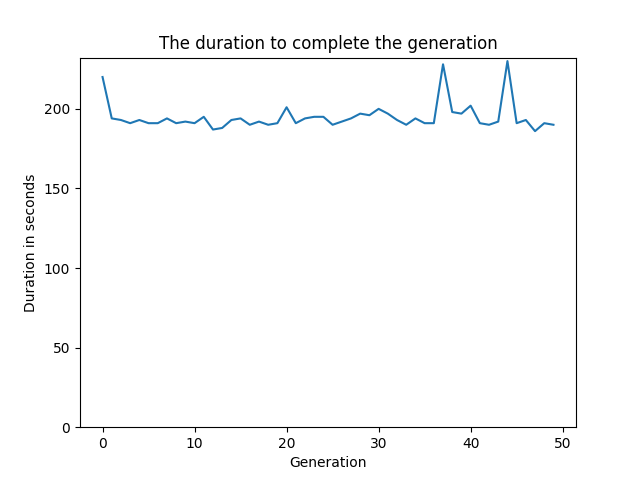 The duration to complete the generation
200
150
100
50
0
Duration in seconds
0 10 20 30 40 50
Generation